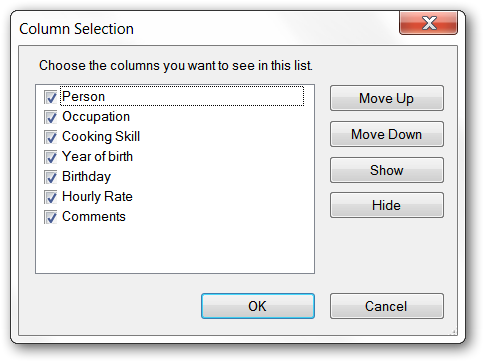 Column Selection
Choose the columns you want to see in this list.
Person
Occupation
Cooking Skill
Year of birth
Birthday
Hourly Rate
Comments
Move Up
Move Down
Show
Hide
OK
Cancel